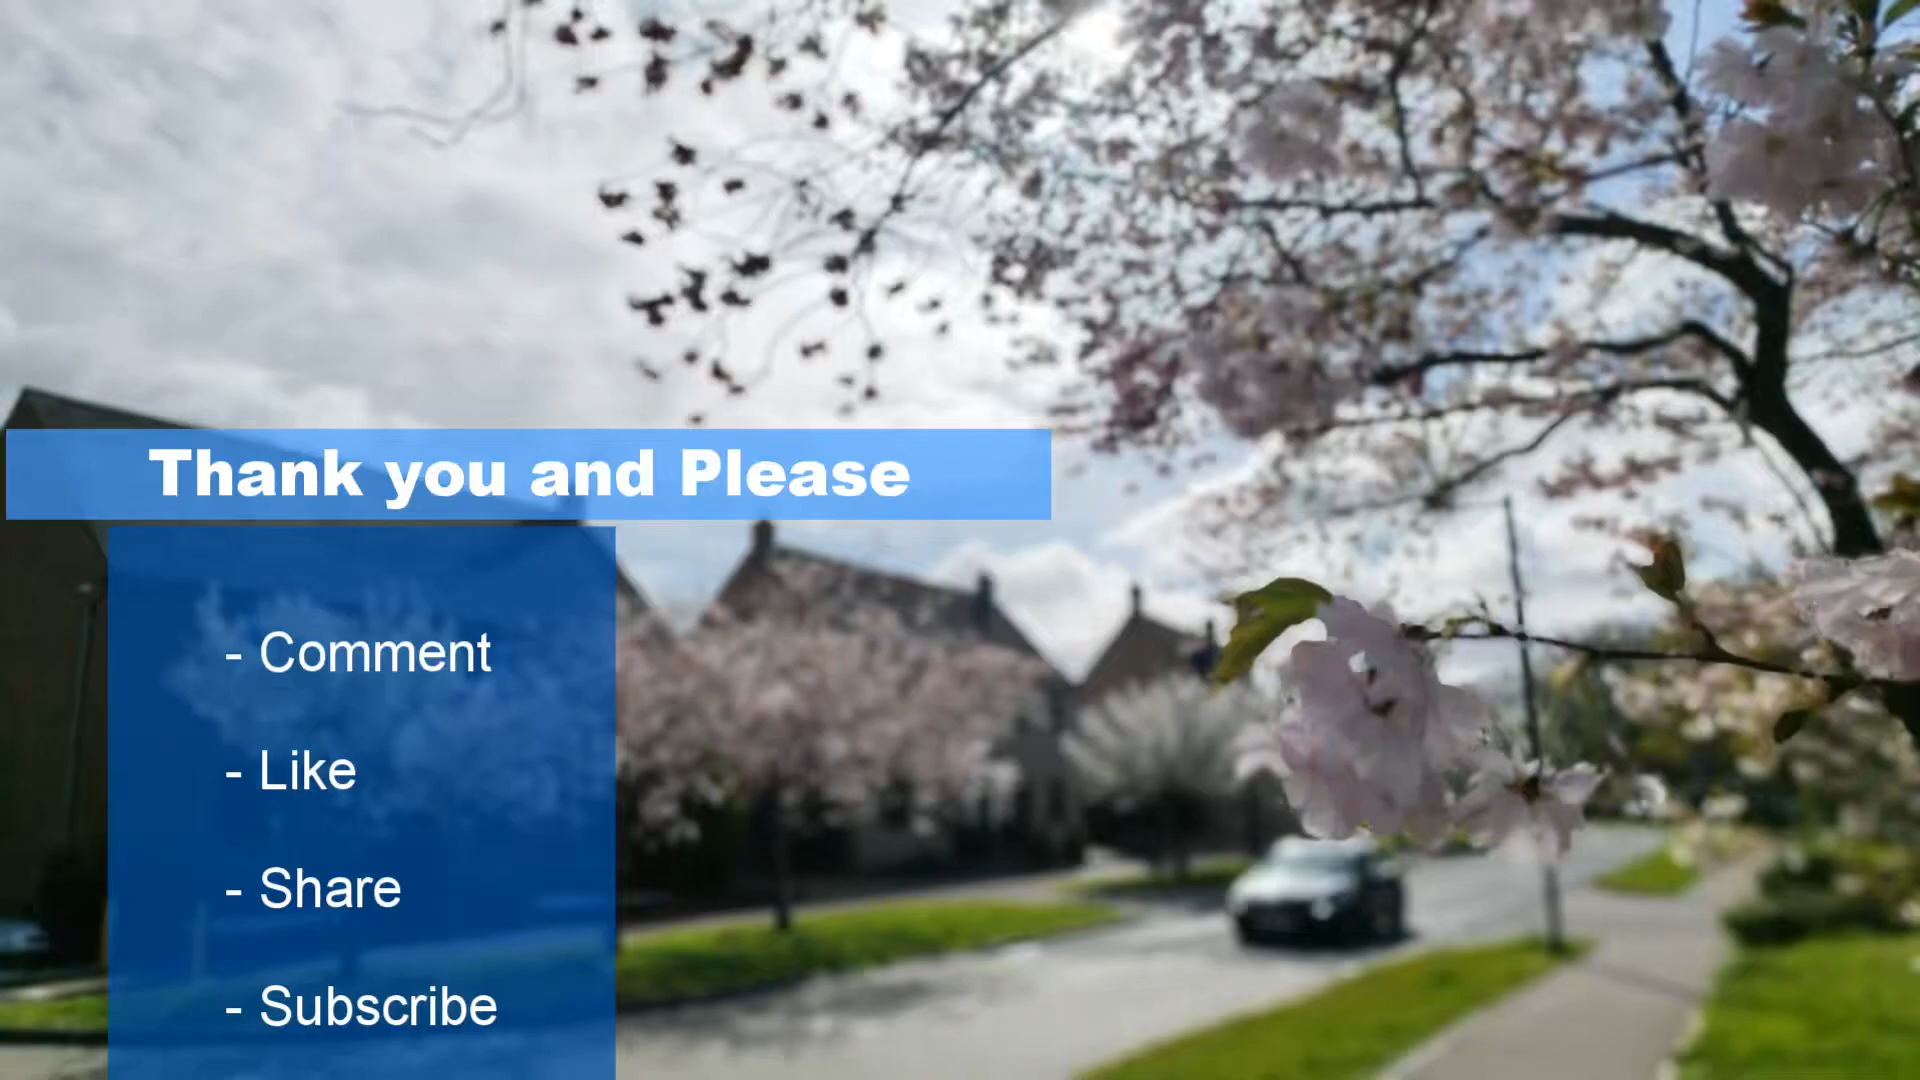 Thank you and Please
- Comment
- Like
- Share
- Subscribe